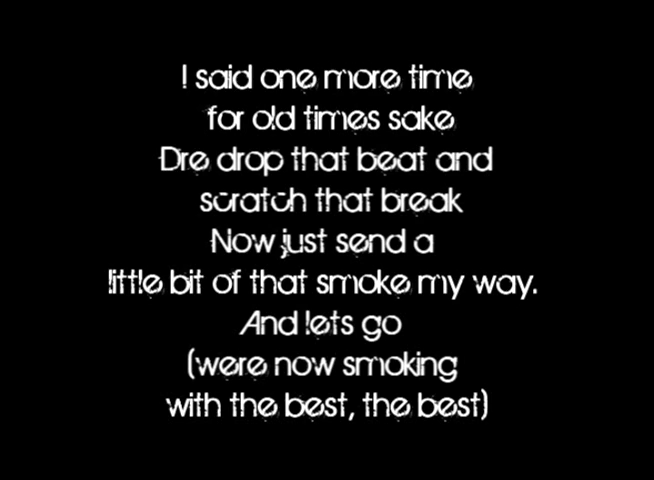 I said one more time
for old times sake
Dre drop that beat and
scratch that break
Now just send a
little bit of that smoke my way.
And lets go
(were now smoking
with the best, the best)